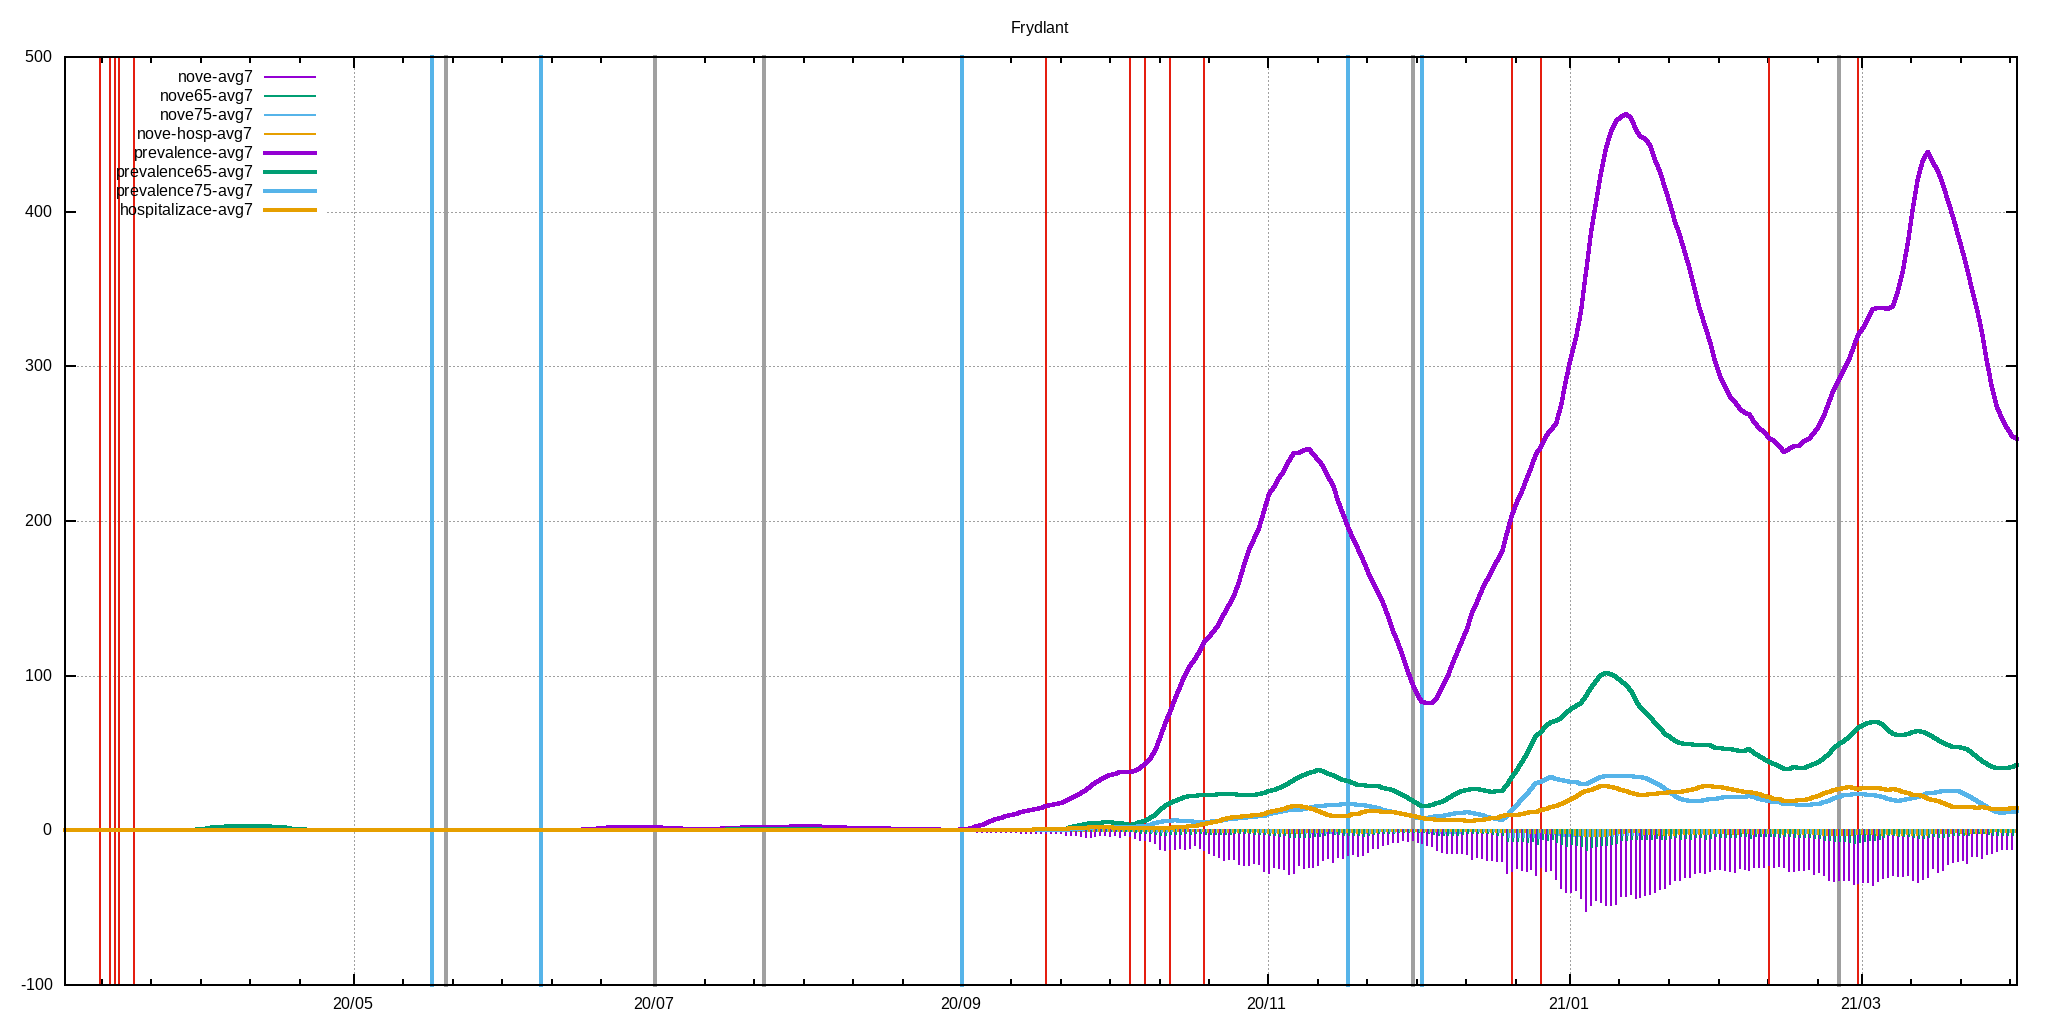 Frydlant
500
nove-avg7
nove65-avg7
nove75-avg7
nove-hosp-avg7
prevalence-avg7
prevalence65-avg7
prevalence75-avg7
hospitalizace-avg7
400
300
200
100
0
-100
20/05 20/07 20/09 20/11 21/01 21/03